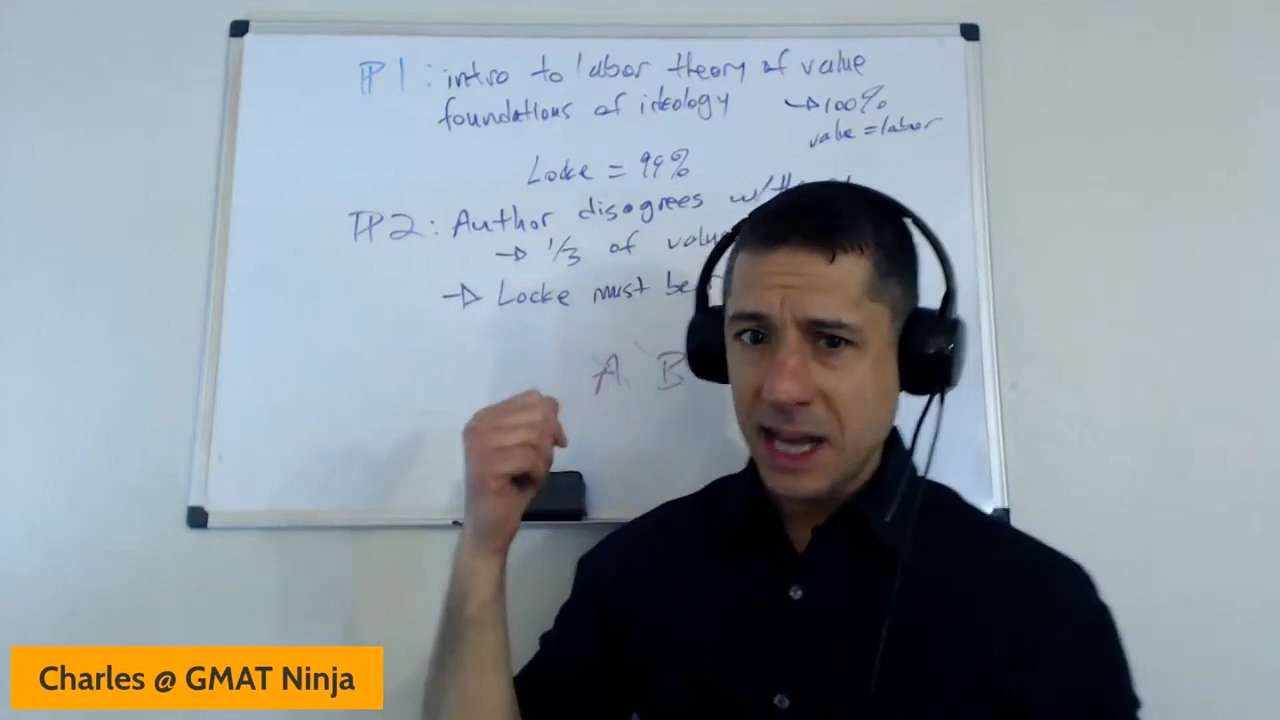 ¶1: intro to labor theory of value
foundations of ideology → 100%
value = labor
Locke = 99%
¶2: Author disagrees w/
→ 1/3 of value
→ Locke must be
A B
Charles @ GMAT Ninja